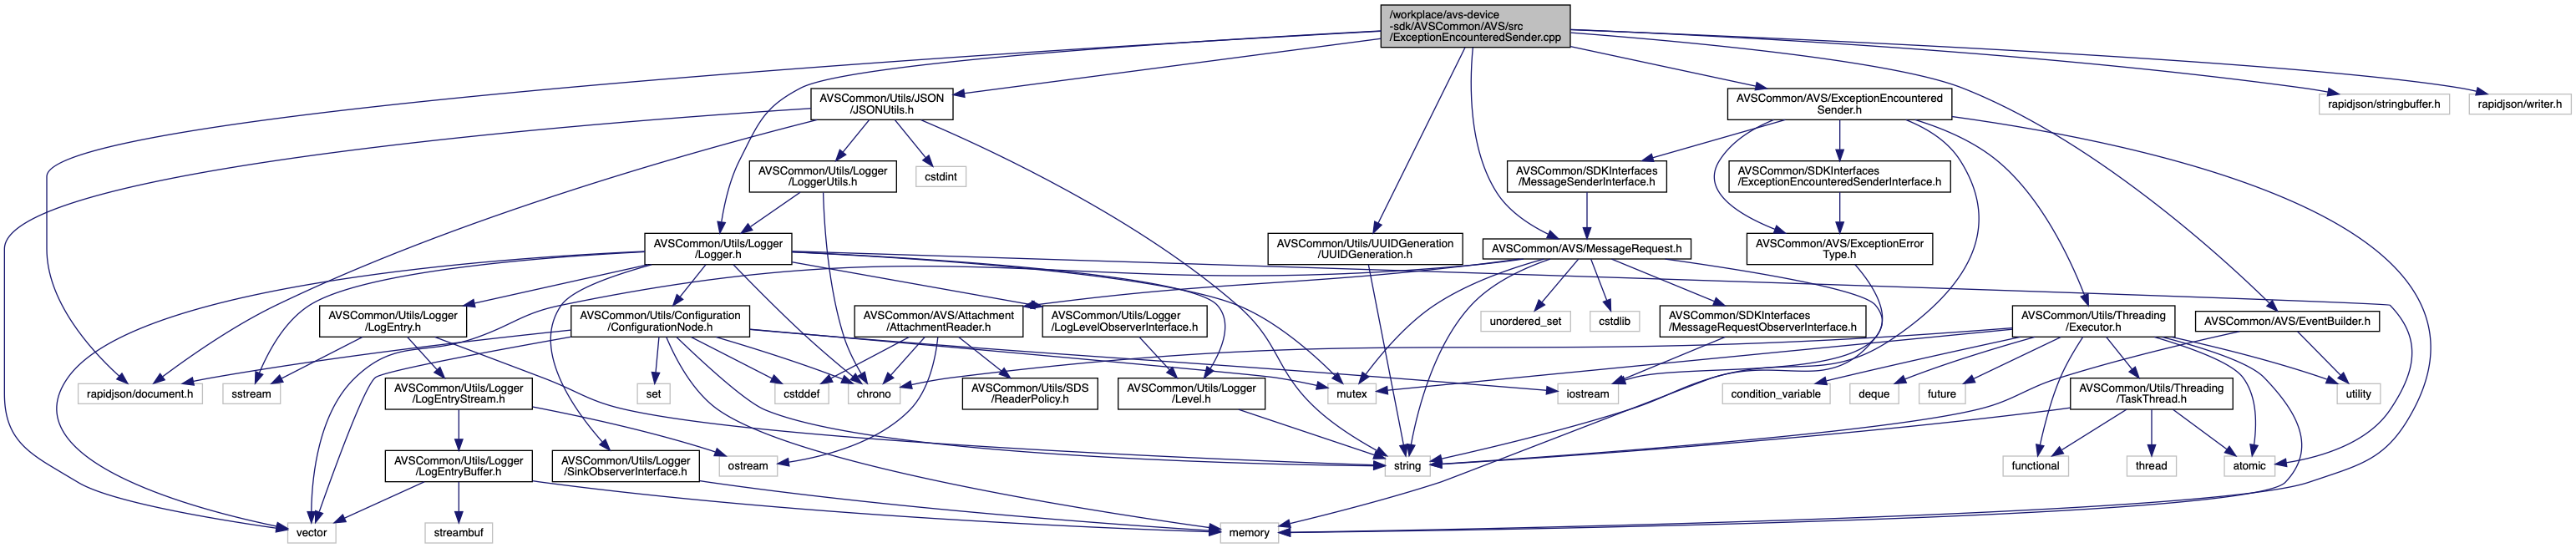 /workplace/avs-device
-sdk/AVSCommon/AVS/src
/ExceptionEncounteredSender.cpp
AVSCommon/Utils/JSON
/JSONUtils.h
AVSCommon/AVS/ExceptionEncountered
Sender.h
rapidjson/stringbuffer.h
rapidjson/writer.h
AVSCommon/Utils/Logger
/LoggerUtils.h
cstdint
AVSCommon/SDKInterfaces
/MessageSenderInterface.h
AVSCommon/SDKInterfaces
/ExceptionEncounteredSenderInterface.h
AVSCommon/Utils/Logger
/Logger.h
AVSCommon/Utils/UUIDGeneration
/UUIDGeneration.h
AVSCommon/AVS/MessageRequest.h
AVSCommon/AVS/ExceptionError
Type.h
AVSCommon/Utils/Logger
/LogEntry.h
AVSCommon/Utils/Configuration
/ConfigurationNode.h
AVSCommon/AVS/Attachment
/AttachmentReader.h
AVSCommon/Utils/Logger
/LogLevelObserverInterface.h
unordered_set
cstdlib
AVSCommon/SDKInterfaces
/MessageRequestObserverInterface.h
AVSCommon/Utils/Threading
/Executor.h
AVSCommon/AVS/EventBuilder.h
rapidjson/document.h
sstream
AVSCommon/Utils/Logger
/LogEntryStream.h
set
cstddef
chrono
AVSCommon/Utils/SDS
/ReaderPolicy.h
AVSCommon/Utils/Logger
/Level.h
mutex
iostream
condition_variable
deque
future
AVSCommon/Utils/Threading
/TaskThread.h
utility
AVSCommon/Utils/Logger
/LogEntryBuffer.h
AVSCommon/Utils/Logger
/SinkObserverInterface.h
ostream
string
functional
thread
atomic
vector
streambuf
memory